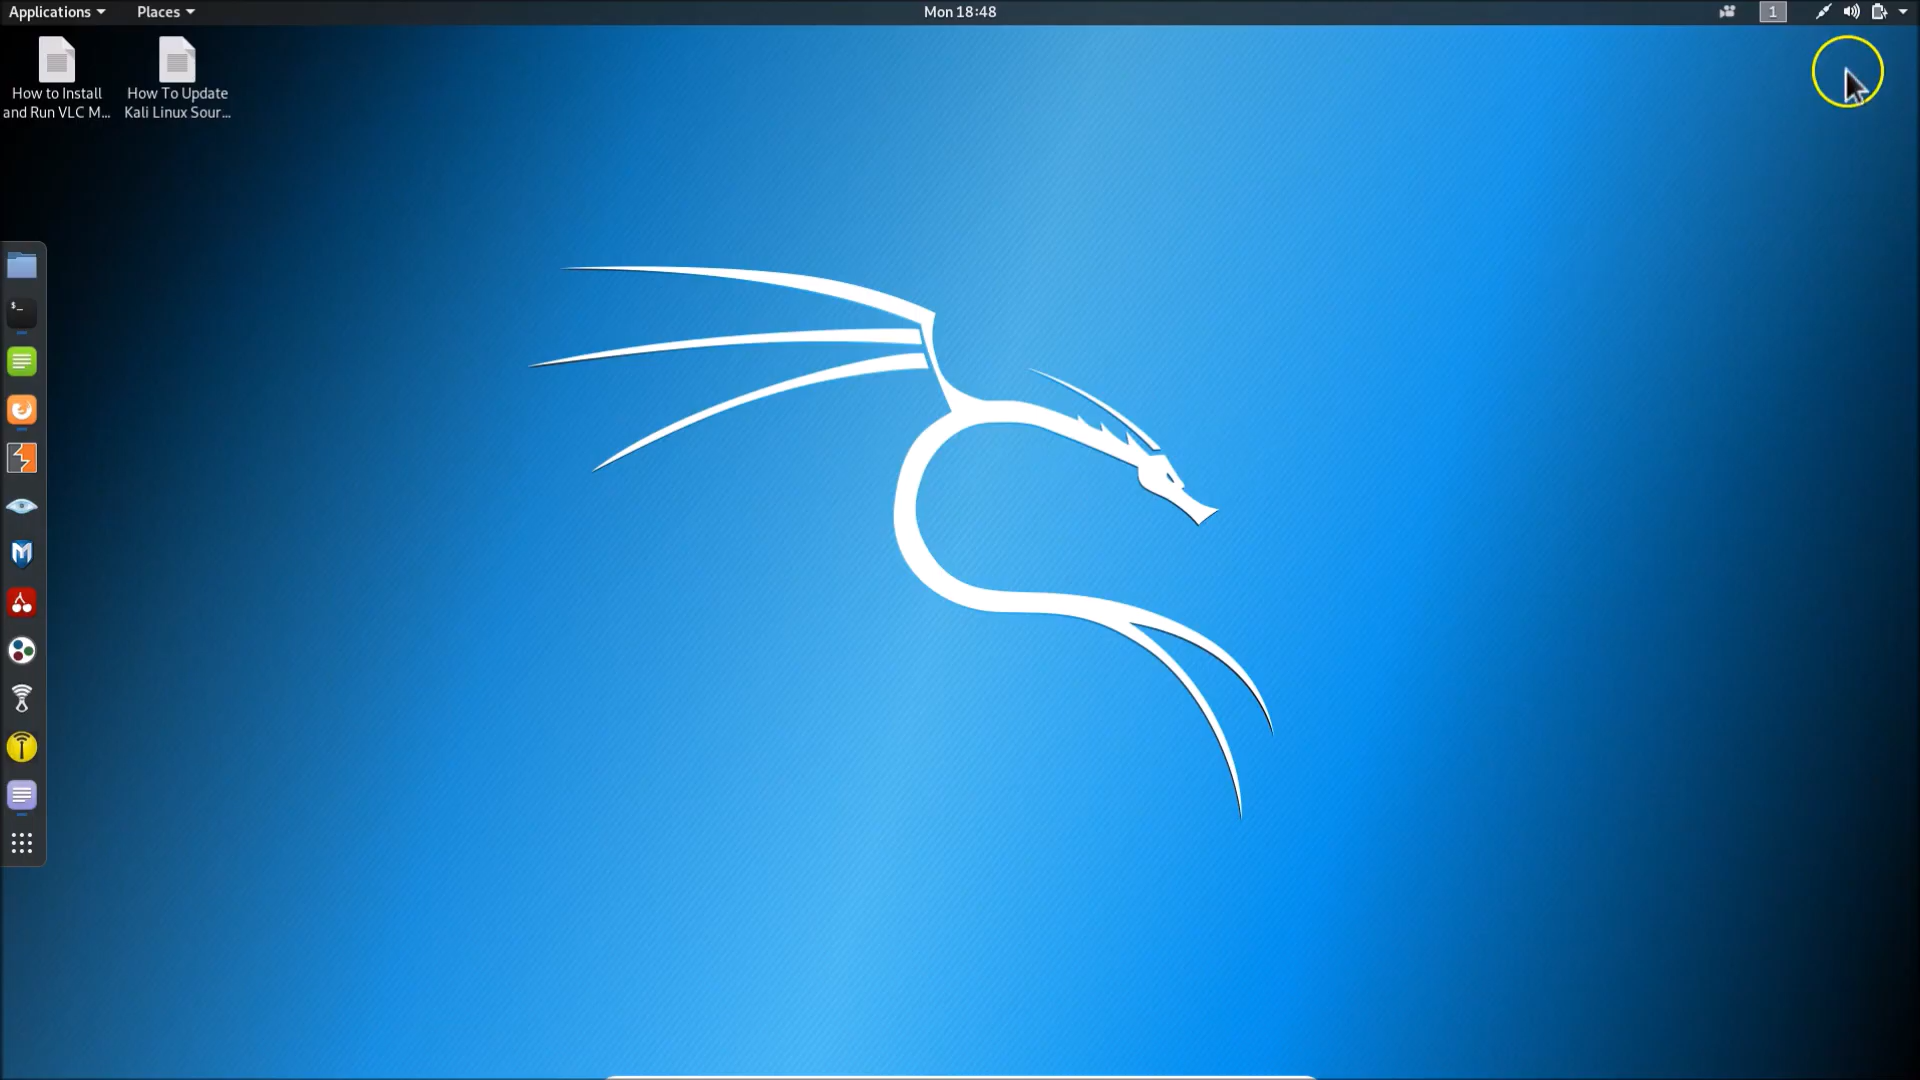 Applications
Places
Mon 18:48
1
How to Install
and Run VLC M...
How To Update
Kali Linux Sour...
$_